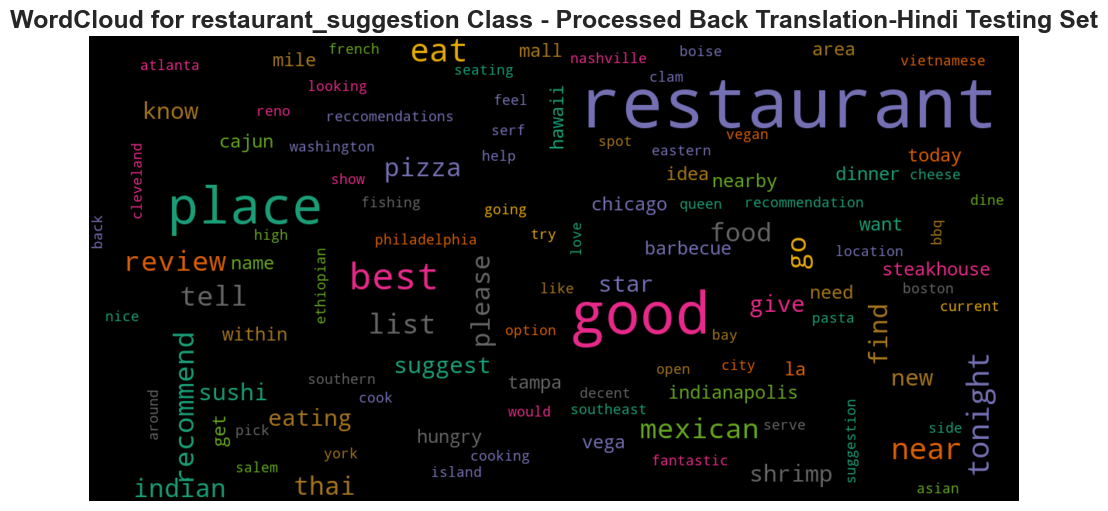 WordCloud for restaurant_suggestion Class - Processed Back Translation-Hindi Testing Set
french
eat
mall
nashville
boise
area
vietnamese
atlanta
mile
seating
clam
looking
feel
hawaii
restaurant
know
reno
reccomendations
serf
spot
vegan
cajun
washington
help
eastern
today
cleveland
pizza
idea
nearby
dinner
cheese
show
place
fishing
going
chicago
queen
recommendation
dine
back
high
philadelphia
try
love
barbecue
food
go
want
location
bbq
review
name
ethiopian
best
please
like
star
steakhouse
nice
tell
list
option
good
give
need
pasta
boston
current
within
bay
find
recommend
suggest
open
city
la
new
tonight
sushi
southern
cook
tampa
decent
southeast
indianapolis
around
get
pick
eating
would
hungry
vega
mexican
serve
suggestion
side
near
salem
york
cooking
island
fantastic
shrimp
indian
thai
asian